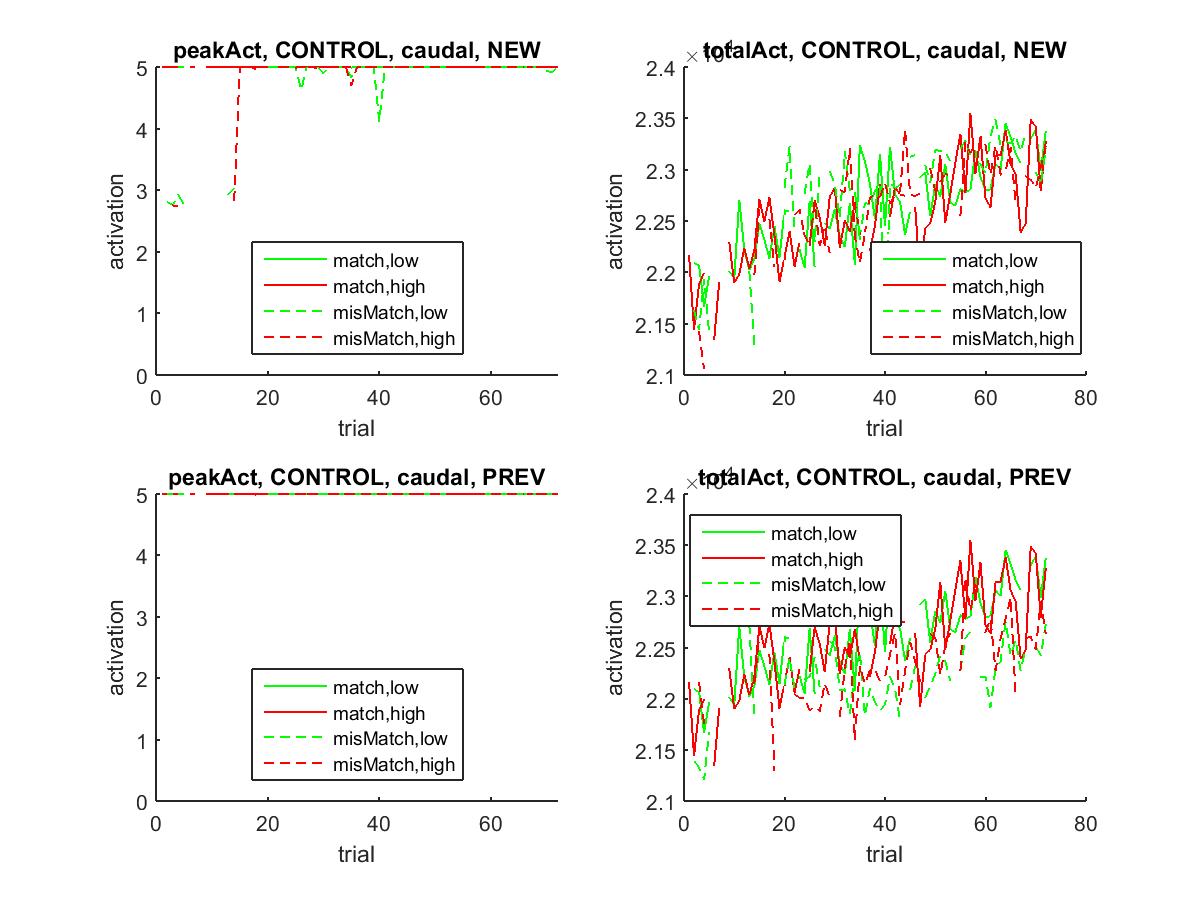 peakAct, CONTROL, caudal, NEW
5
4
3
2
1
0
activation
match,low
match,high
misMatch,low
misMatch,high
0
20
40
60
trial
totalAct, CONTROL, caudal, NEW
2.4
2.35
2.3
2.25
2.2
2.15
2.1
activation
match,low
match,high
misMatch,low
misMatch,high
0
20
40
60
80
trial
peakAct, CONTROL, caudal, PREV
5
4
3
2
1
0
activation
match,low
match,high
misMatch,low
misMatch,high
0
20
40
60
trial
totalAct, CONTROL, caudal, PREV
× 10^4
2.4
2.35
2.3
2.25
2.2
2.15
2.1
activation
match,low
match,high
misMatch,low
misMatch,high
0
20
40
60
80
trial